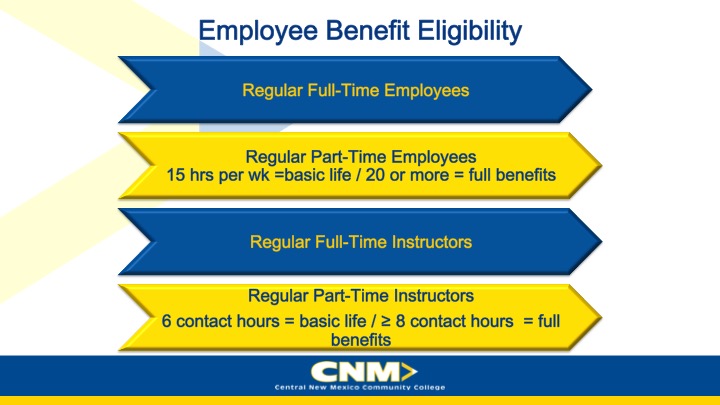 Employee Benefit Eligibility
Regular Full-Time Employees
Regular Part-Time Employees
15 hrs per wk =basic life / 20 or more = full benefits
Regular Full-Time Instructors
Regular Part-Time Instructors
6 contact hours = basic life / ≥ 8 contact hours  = full
benefits
CNM
Central New Mexico Community College